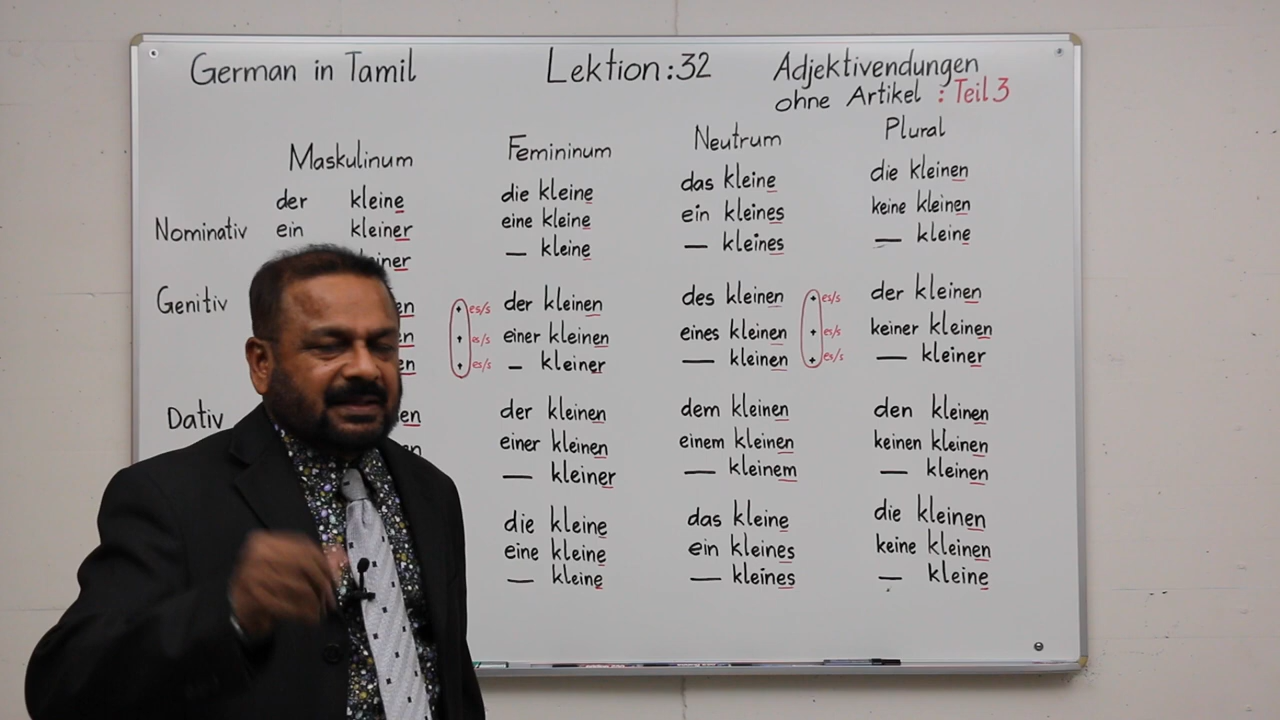 German in Tamil Lektion:32 Adjektivendungen
ohne Artikel : Teil 3
Maskulinum Femininum Neutrum Plural
der kleine die kleine das kleine die kleinen
Nominativ ein kleiner eine kleine ein kleines keine kleinen
— kleine — kleines — kleine
Genitiv + es/s der kleinen des kleinen + es/s der kleinen
+ es/s einer kleinen eines kleinen + es/s keiner kleinen
+ es/s — kleiner — kleinen + es/s — kleiner
Dativ der kleinen dem kleinen den kleinen
einer kleinen einem kleinen keinen kleinen
— kleiner — kleinem — kleinen
die kleine das kleine die kleinen
eine kleine ein kleines keine kleinen
— kleine — kleines — kleine